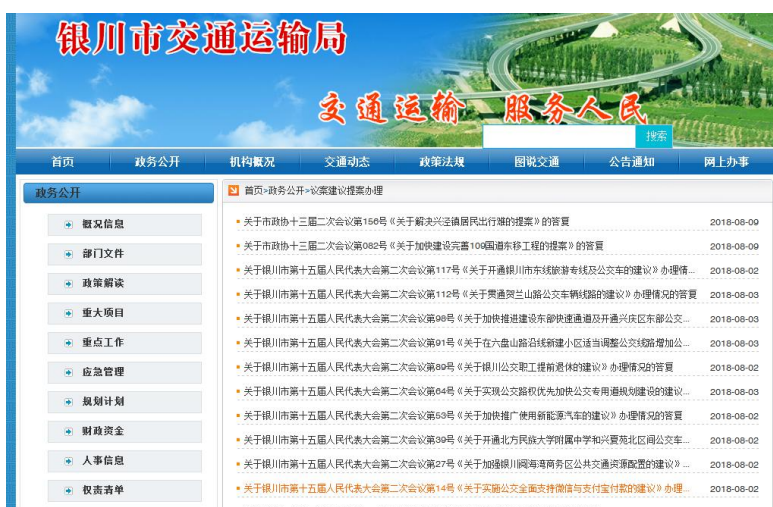 银川市交通运输局
交通运输 服务人民
搜索
首页 政务公开 机构概况 交通动态 政策法规 图说交通 公告通知 网上办事
政务公开
概况信息
部门文件
政策解读
重大项目
重点工作
应急管理
规划计划
财政资金
人事信息
权责清单
首页>政务公开>议案建议提案办理
关于市政协十三届二次会议第156号《关于解决兴泾镇居民出行难的提案》的答复 2018-08-09
关于市政协十三届二次会议第082号《关于加快建设完善109国道东移工程的提案》的答复 2018-08-09
关于银川市第十五届人民代表大会第二次会议第117号《关于开通银川市东线旅游专线及公交车的建议》办理情... 2018-08-02
关于银川市第十五届人民代表大会第二次会议第112号《关于贯通贺兰山路公交车辆线路的建议》办理情况的答复 2018-08-03
关于银川市第十五届人民代表大会第二次会议第98号《关于加快推进建设东部快速通道及开通兴庆区东部公交... 2018-08-03
关于银川市第十五届人民代表大会第二次会议第91号《关于在六盘山路沿线新建小区适当调整公交线路增加公... 2018-08-03
关于银川市第十五届人民代表大会第二次会议第89号《关于银川公交职工提前退休的建议》办理情况的答复 2018-08-02
关于银川市第十五届人民代表大会第二次会议第64号《关于实现公交路权优先加快公交专用道规划建设的建议... 2018-08-03
关于银川市第十五届人民代表大会第二次会议第53号《关于加快推广使用新能源汽车的建议》办理情况的答复 2018-08-02
关于银川市第十五届人民代表大会第二次会议第39号《关于开通北方民族大学附属中学和兴夏苑北区间公交车... 2018-08-02
关于银川市第十五届人民代表大会第二次会议第27号《关于加强银川阅海湾商务区公共交通资源配置的建议》... 2018-08-02
关于银川市第十五届人民代表大会第二次会议第14号《关于实施公交全面支持微信与支付宝付款的建议》办理... 2018-08-02